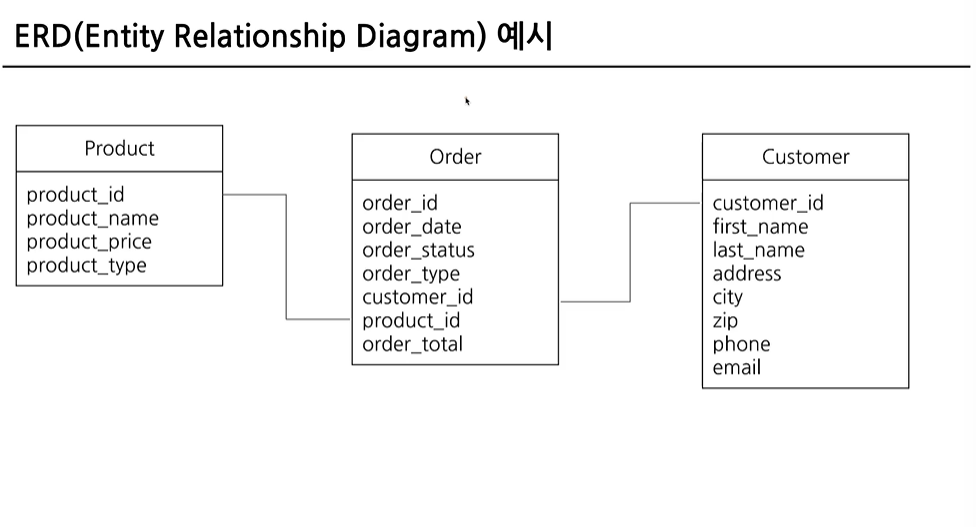 ERD(Entity Relationship Diagram) 예시
Product
product_id
product_name
product_price
product_type
Order
order_id
order_date
order_status
order_type
customer_id
product_id
order_total
Customer
customer_id
first_name
last_name
address
city
zip
phone
email